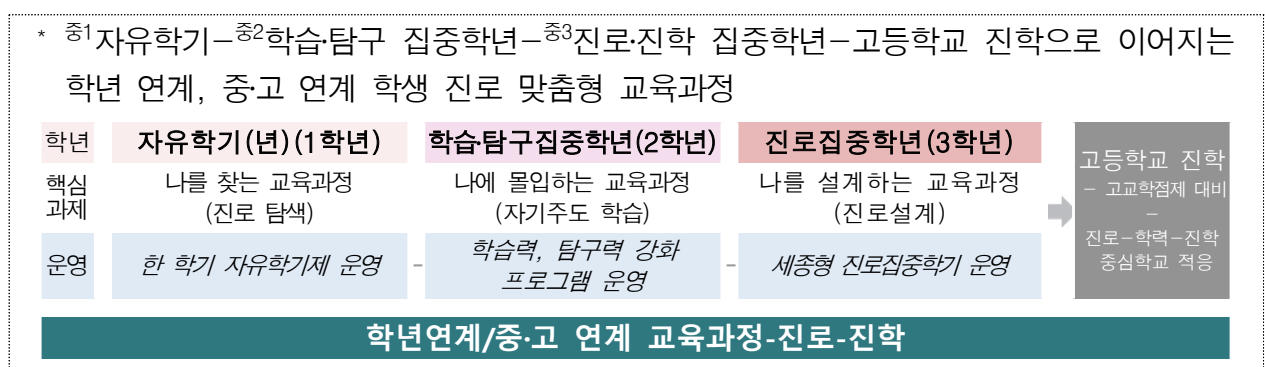 * 중1자유학기-중2학습·탐구 집중학년-중3진로·진학 집중학년-고등학교 진학으로 이어지는
학년 연계, 중·고 연계 학생 진로 맞춤형 교육과정
학년 자유학기(년)(1학년) 학습·탐구집중학년(2학년) 진로집중학년(3학년)
핵심
과제
나를 찾는 교육과정
(진로 탐색)
나에 몰입하는 교육과정
(자기주도 학습)
나를 설계하는 교육과정
(진로설계)
운영
한 학기 자유학기제 운영
-
학습력, 탐구력 강화
프로그램 운영
-
세종형 진로집중학기 운영
고등학교 진학
- 고교학점제 대비
-
진로-학력-진학
중심학교 적응
학년연계/중·고 연계 교육과정-진로-진학